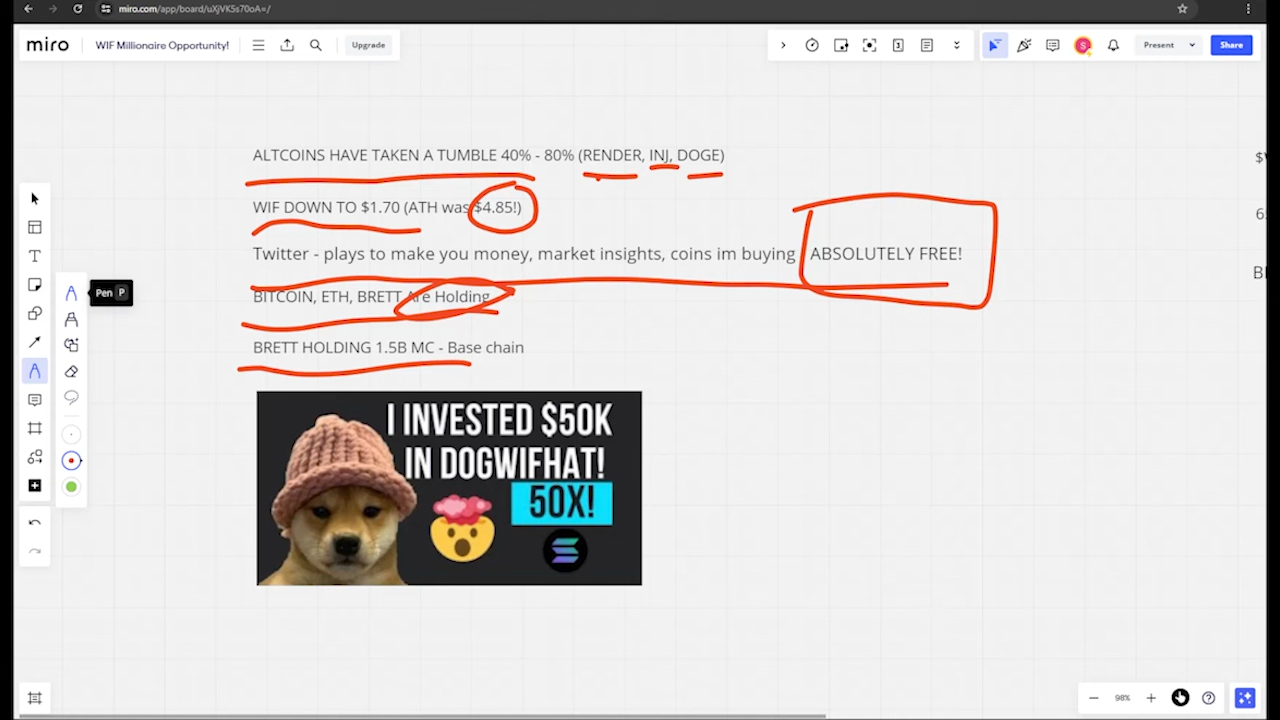 miro.com/app/board/uXjVK5s70oA=/
miro
WIF Millionaire Opportunity!
Upgrade
3
S
Present
Share
ALTCOINS HAVE TAKEN A TUMBLE 40% - 80% (RENDER, INJ, DOGE)
WIF DOWN TO $1.70 (ATH was $4.85!)
Twitter - plays to make you money, market insights, coins im buying ABSOLUTELY FREE!
BITCOIN, ETH, BRETT Are Holding
BRETT HOLDING 1.5B MC - Base chain
Pen P
I INVESTED $50K
IN DOGWIFHAT!
50X!
98%